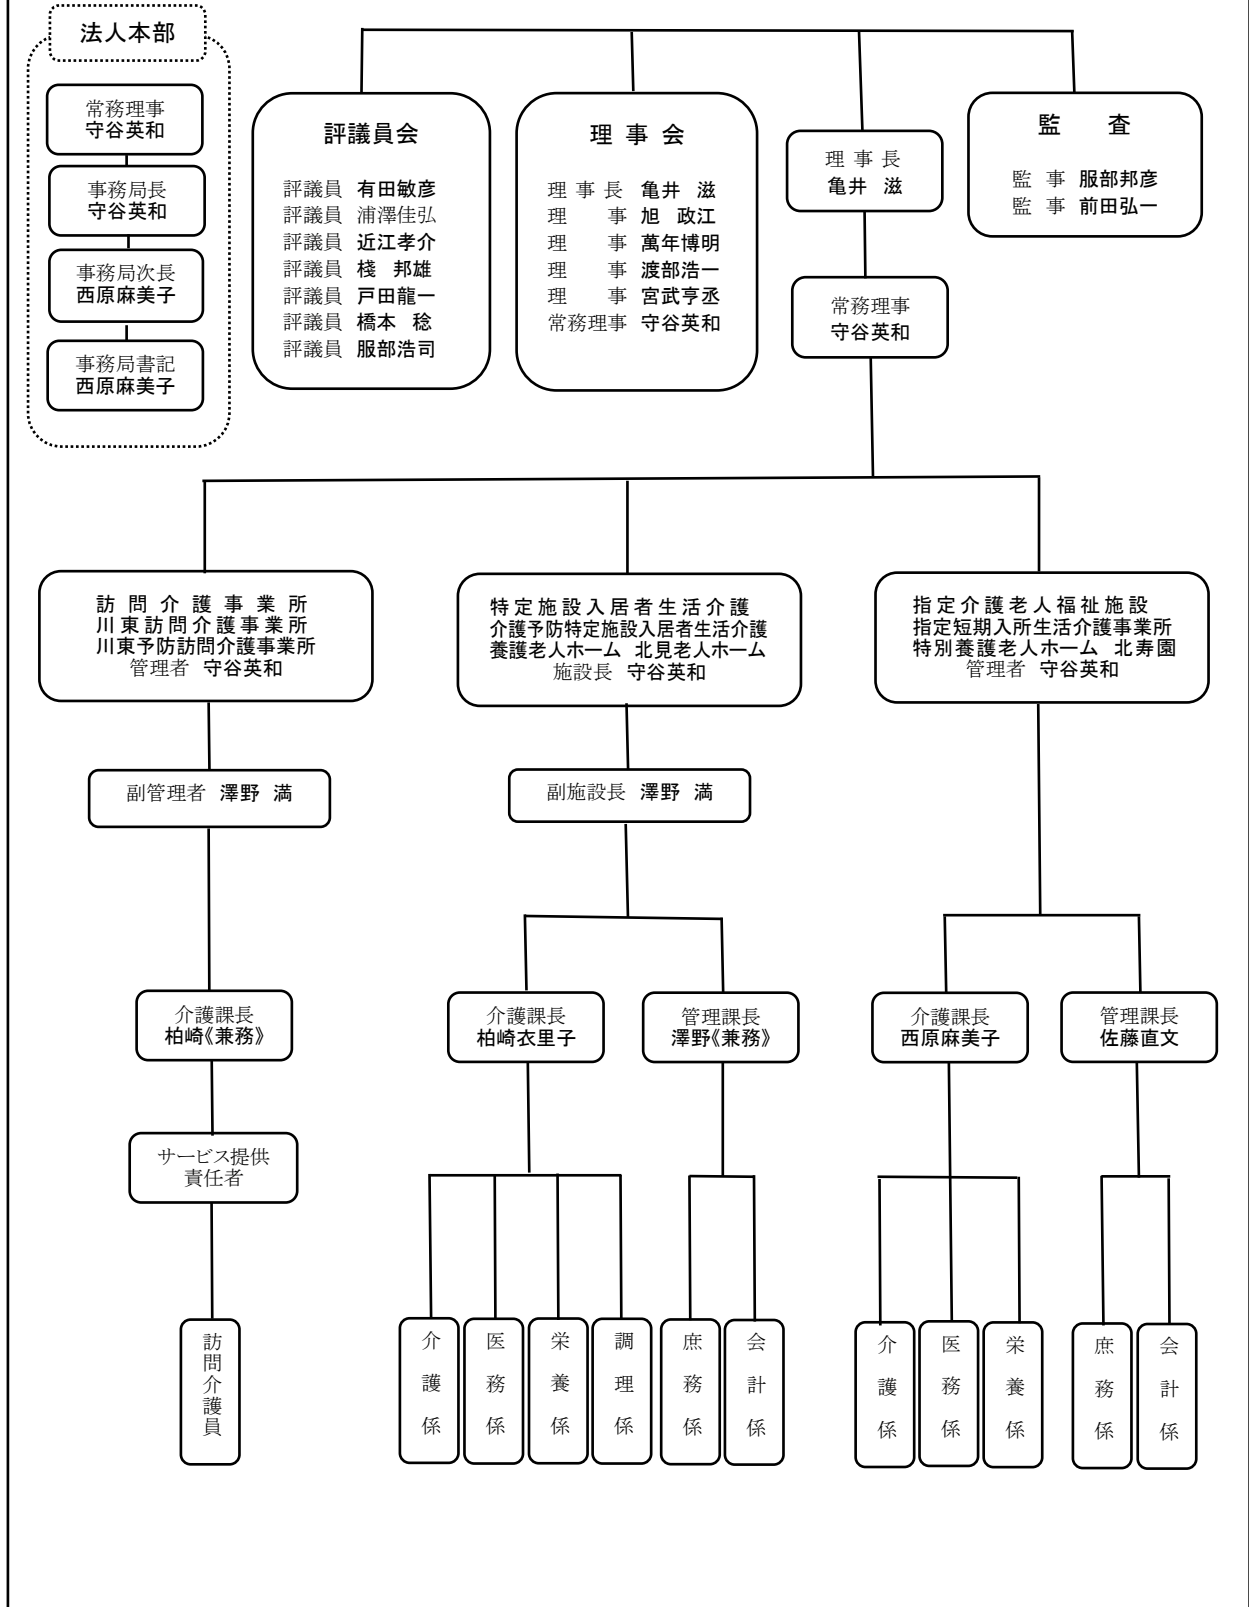 法人本部
常務理事
守谷英和
事務局長
守谷英和
事務局次長
西原麻美子
事務局書記
西原麻美子
評議員会
評議員 有田敏彦
評議員 浦澤佳弘
評議員 近江孝介
評議員 棧 邦雄
評議員 戸田龍一
評議員 橋本 稔
評議員 服部浩司
理事会
理事長 亀井 滋
理 事 旭 政江
理 事 萬年博明
理 事 渡部浩一
理 事 宮武亨丞
常務理事 守谷英和
理事長
亀井 滋
常務理事
守谷英和
監 査
監事 服部邦彦
監事 前田弘一
訪問介護事業所
川東訪問介護事業所
川東予防訪問介護事業所
管理者 守谷英和
特定施設入居者生活介護
介護予防特定施設入居者生活介護
養護老人ホーム 北見老人ホーム
施設長 守谷英和
指定介護老人福祉施設
指定短期入所生活介護事業所
特別養護老人ホーム 北寿園
管理者 守谷英和
副管理者 澤野 満
副施設長 澤野 満
介護課長
柏崎《兼務》
介護課長
柏崎衣里子
管理課長
澤野《兼務》
介護課長
西原麻美子
管理課長
佐藤直文
サービス提供
責任者
訪問介護員
介護係
医務係
栄養係
調理係
庶務係
会計係
介護係
医務係
栄養係
庶務係
会計係